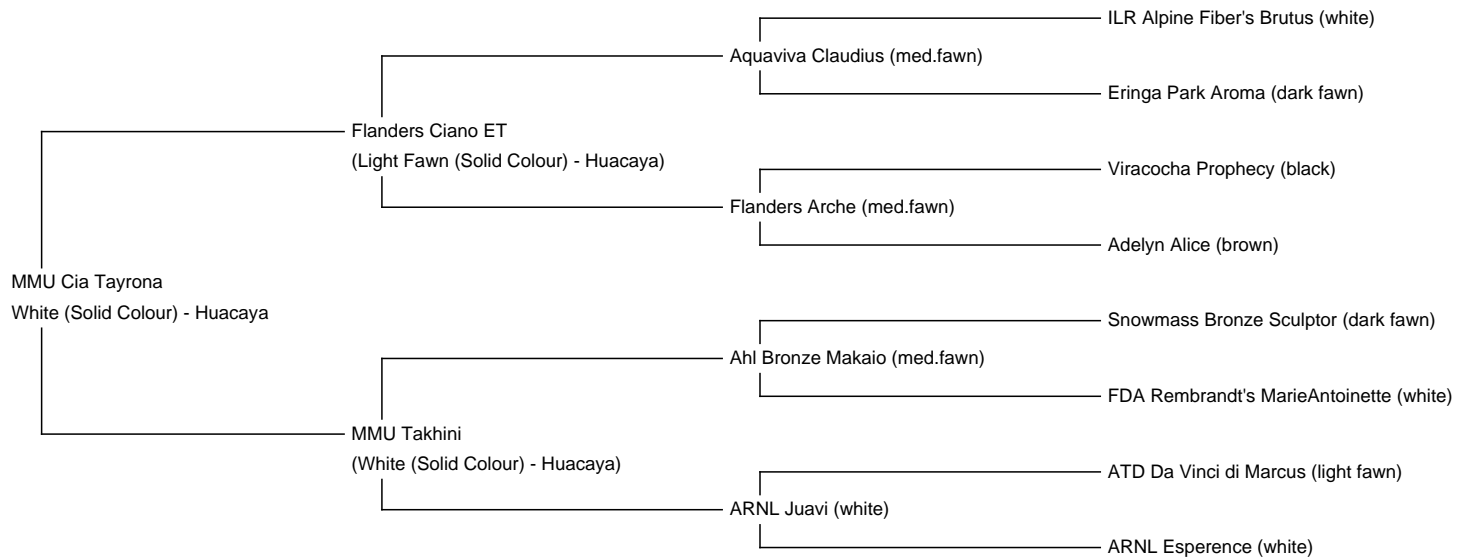 ILR Alpine Fiber's Brutus (white)
Aquaviva Claudius (med.fawn)
Eringa Park Aroma (dark fawn)
Flanders Ciano ET
(Light Fawn (Solid Colour) - Huacaya)
Viracocha Prophecy (black)
Flanders Arche (med.fawn)
Adelyn Alice (brown)
MMU Cia Tayrona
White (Solid Colour) - Huacaya
Snowmass Bronze Sculptor (dark fawn)
Ahl Bronze Makaio (med.fawn)
FDA Rembrandt's MarieAntoinette (white)
MMU Takhini
(White (Solid Colour) - Huacaya)
ATD Da Vinci di Marcus (light fawn)
ARNL Juavi (white)
ARNL Esperence (white)